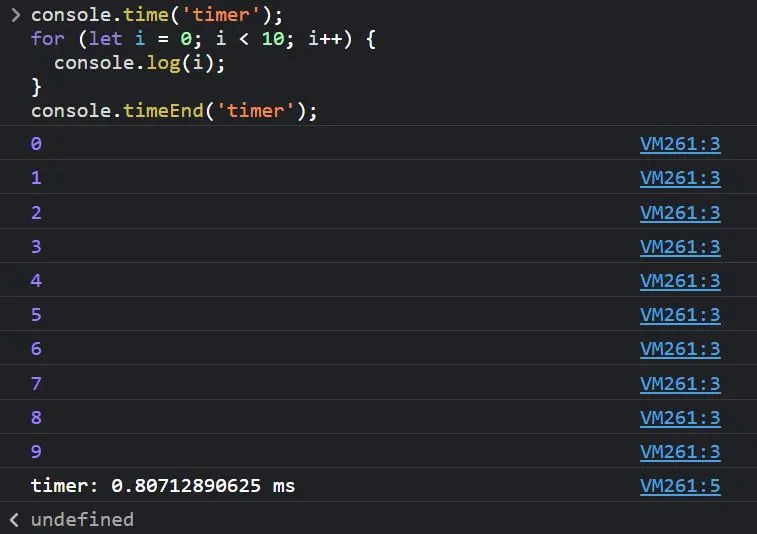 > console.time('timer');
for (let i = 0; i < 10; i++) {
  console.log(i);
}
console.timeEnd('timer');
0 VM261:3
1 VM261:3
2 VM261:3
3 VM261:3
4 VM261:3
5 VM261:3
6 VM261:3
7 VM261:3
8 VM261:3
9 VM261:3
timer: 0.80712890625 ms VM261:5
< undefined